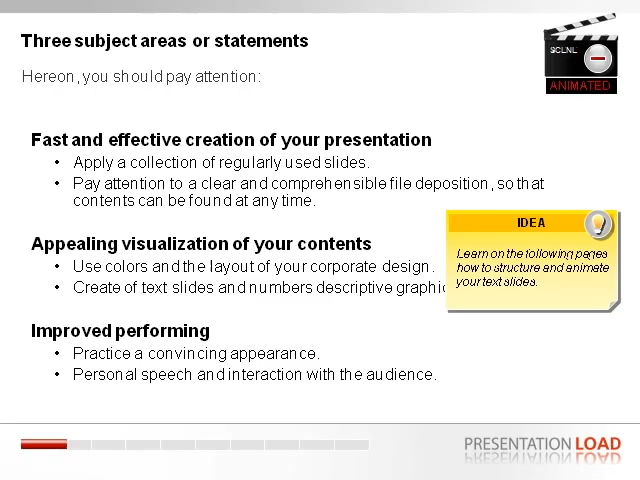 Three subject areas or statements
Hereon, you should pay attention:
ANIMATED
Fast and effective creation of your presentation
• Apply a collection of regularly used slides.
• Pay attention to a clear and comprehensible file deposition, so that
contents can be found at any time.
Appealing visualization of your contents
• Use colors and the layout of your corporate design.
• Create of text slides and numbers descriptive
IDEA
Learn on the following pages
how to structure and animate
your text slides.
Improved performing
• Practice a convincing appearance.
• Personal speech and interaction with the audience.
PRESENTATION LOAD